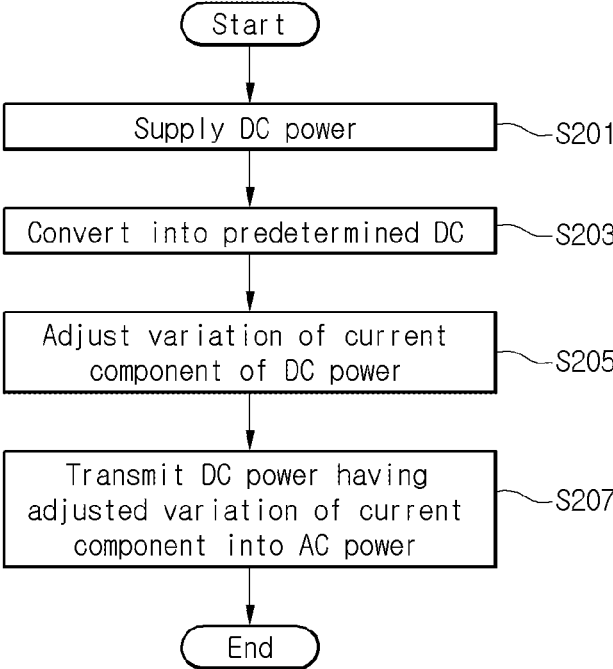 Start
Supply DC power
S201
Convert into predetermined DC
S203
Adjust variation of current
component of DC power
S205
Transmit DC power having
adjusted variation of current
component into AC power
S207
End